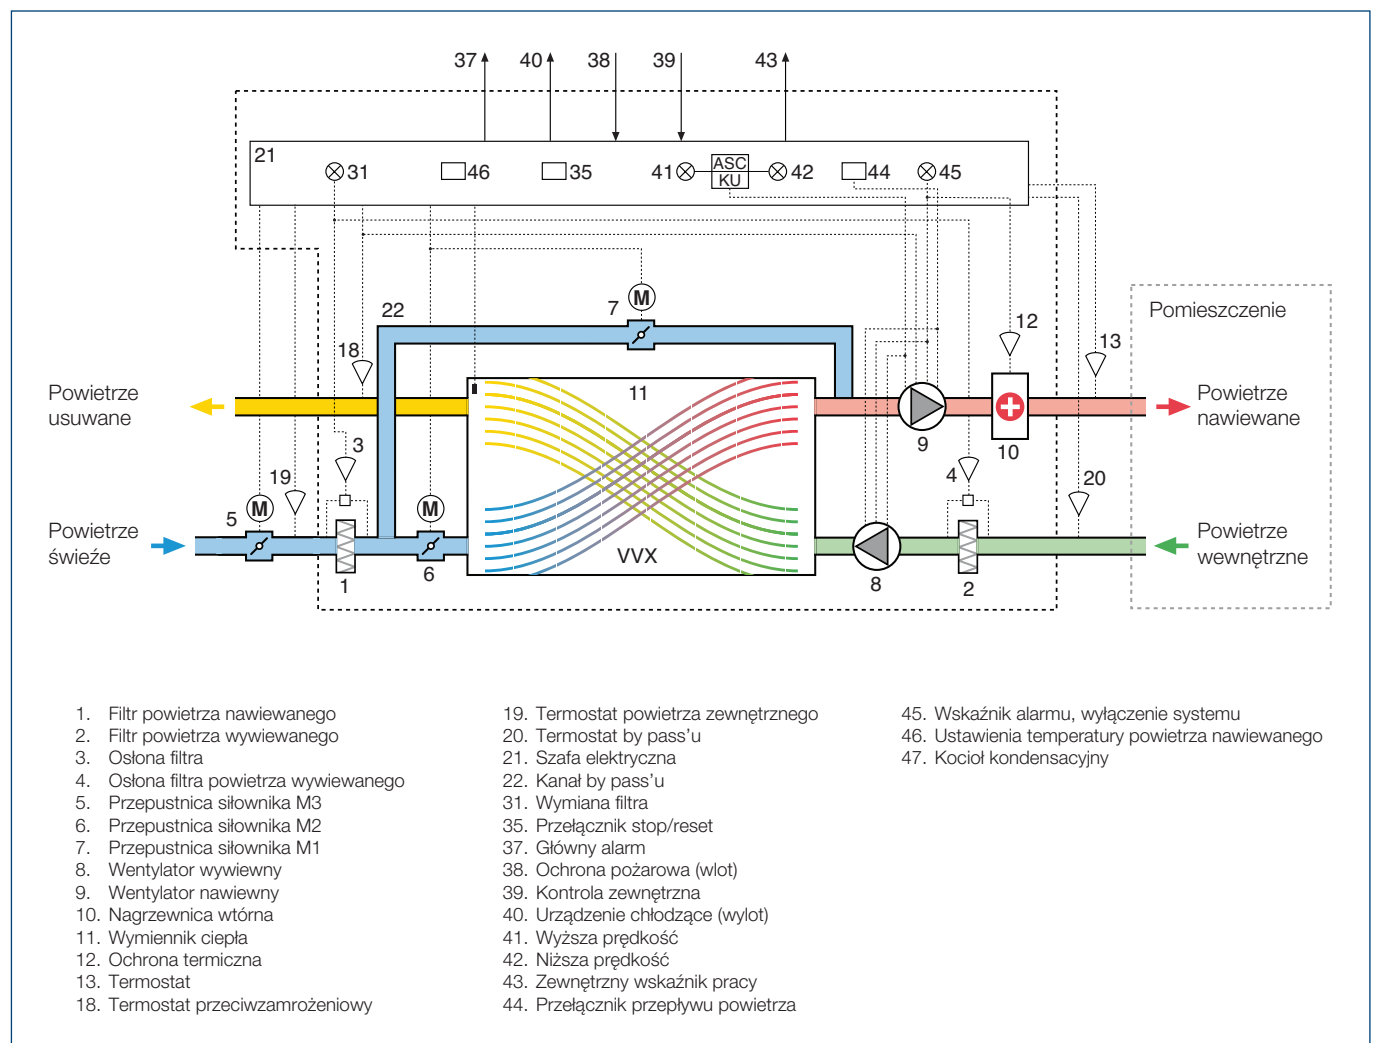 37
40
38
39
43
21
31
46
35
41
ASC
KU
42
44
45
7
M
22
12
Pomieszczenie
18
13
11
Powietrze
usuwane
Powietrze
nawiewane
3
9
10
4
19
20
5
M
M
Powietrze
świeże
Powietrze
wewnętrzne
VVX
1
6
8
2
1. Filtr powietrza nawiewanego
2. Filtr powietrza wywiewanego
3. Osłona filtra
4. Osłona filtra powietrza wywiewanego
5. Przepustnica siłownika M3
6. Przepustnica siłownika M2
7. Przepustnica siłownika M1
8. Wentylator wywiewny
9. Wentylator nawiewny
10. Nagrzewnica wtórna
11. Wymiennik ciepła
12. Ochrona termiczna
13. Termostat
18. Termostat przeciwzamrożeniowy
19. Termostat powietrza zewnętrznego
20. Termostat by pass’u
21. Szafa elektryczna
22. Kanał by pass’u
31. Wymiana filtra
35. Przełącznik stop/reset
37. Główny alarm
38. Ochrona pożarowa (wlot)
39. Kontrola zewnętrzna
40. Urządzenie chłodzące (wylot)
41. Wyższa prędkość
42. Niższa prędkość
43. Zewnętrzny wskaźnik pracy
44. Przełącznik przepływu powietrza
45. Wskaźnik alarmu, wyłączenie systemu
46. Ustawienia temperatury powietrza nawiewanego
47. Kocioł kondensacyjny